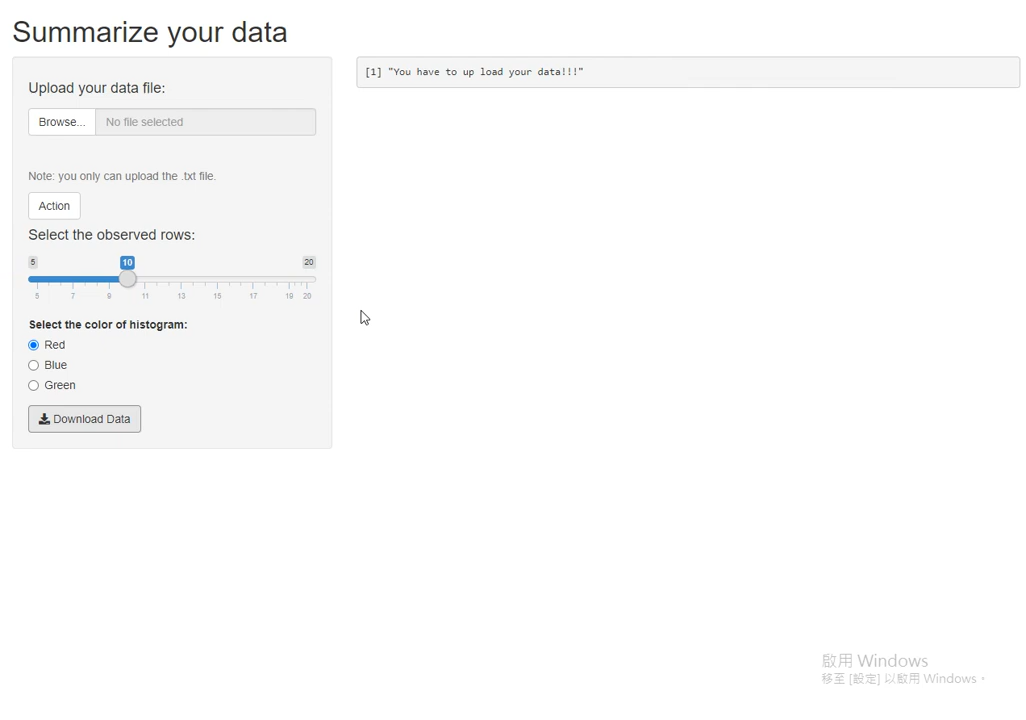 Summarize your data
Upload your data file:
[1] "You have to up load your data!!!"
Browse... No file selected
Note: you only can upload the .txt file.
Action
Select the observed rows:
5 10 20
5 7 9 11 13 15 17 19 20
Select the color of histogram:
Red
Blue
Green
Download Data
啟用 Windows
移至 [設定] 以啟用 Windows。